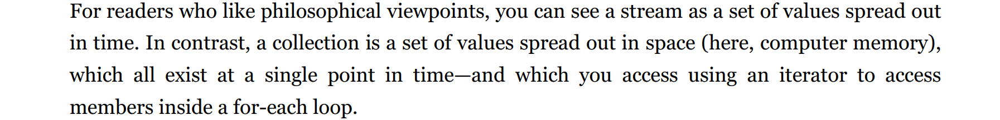 For readers who like philosophical viewpoints, you can see a stream as a set of values spread out
in time. In contrast, a collection is a set of values spread out in space (here, computer memory),
which all exist at a single point in time—and which you access using an iterator to access
members inside a for-each loop.